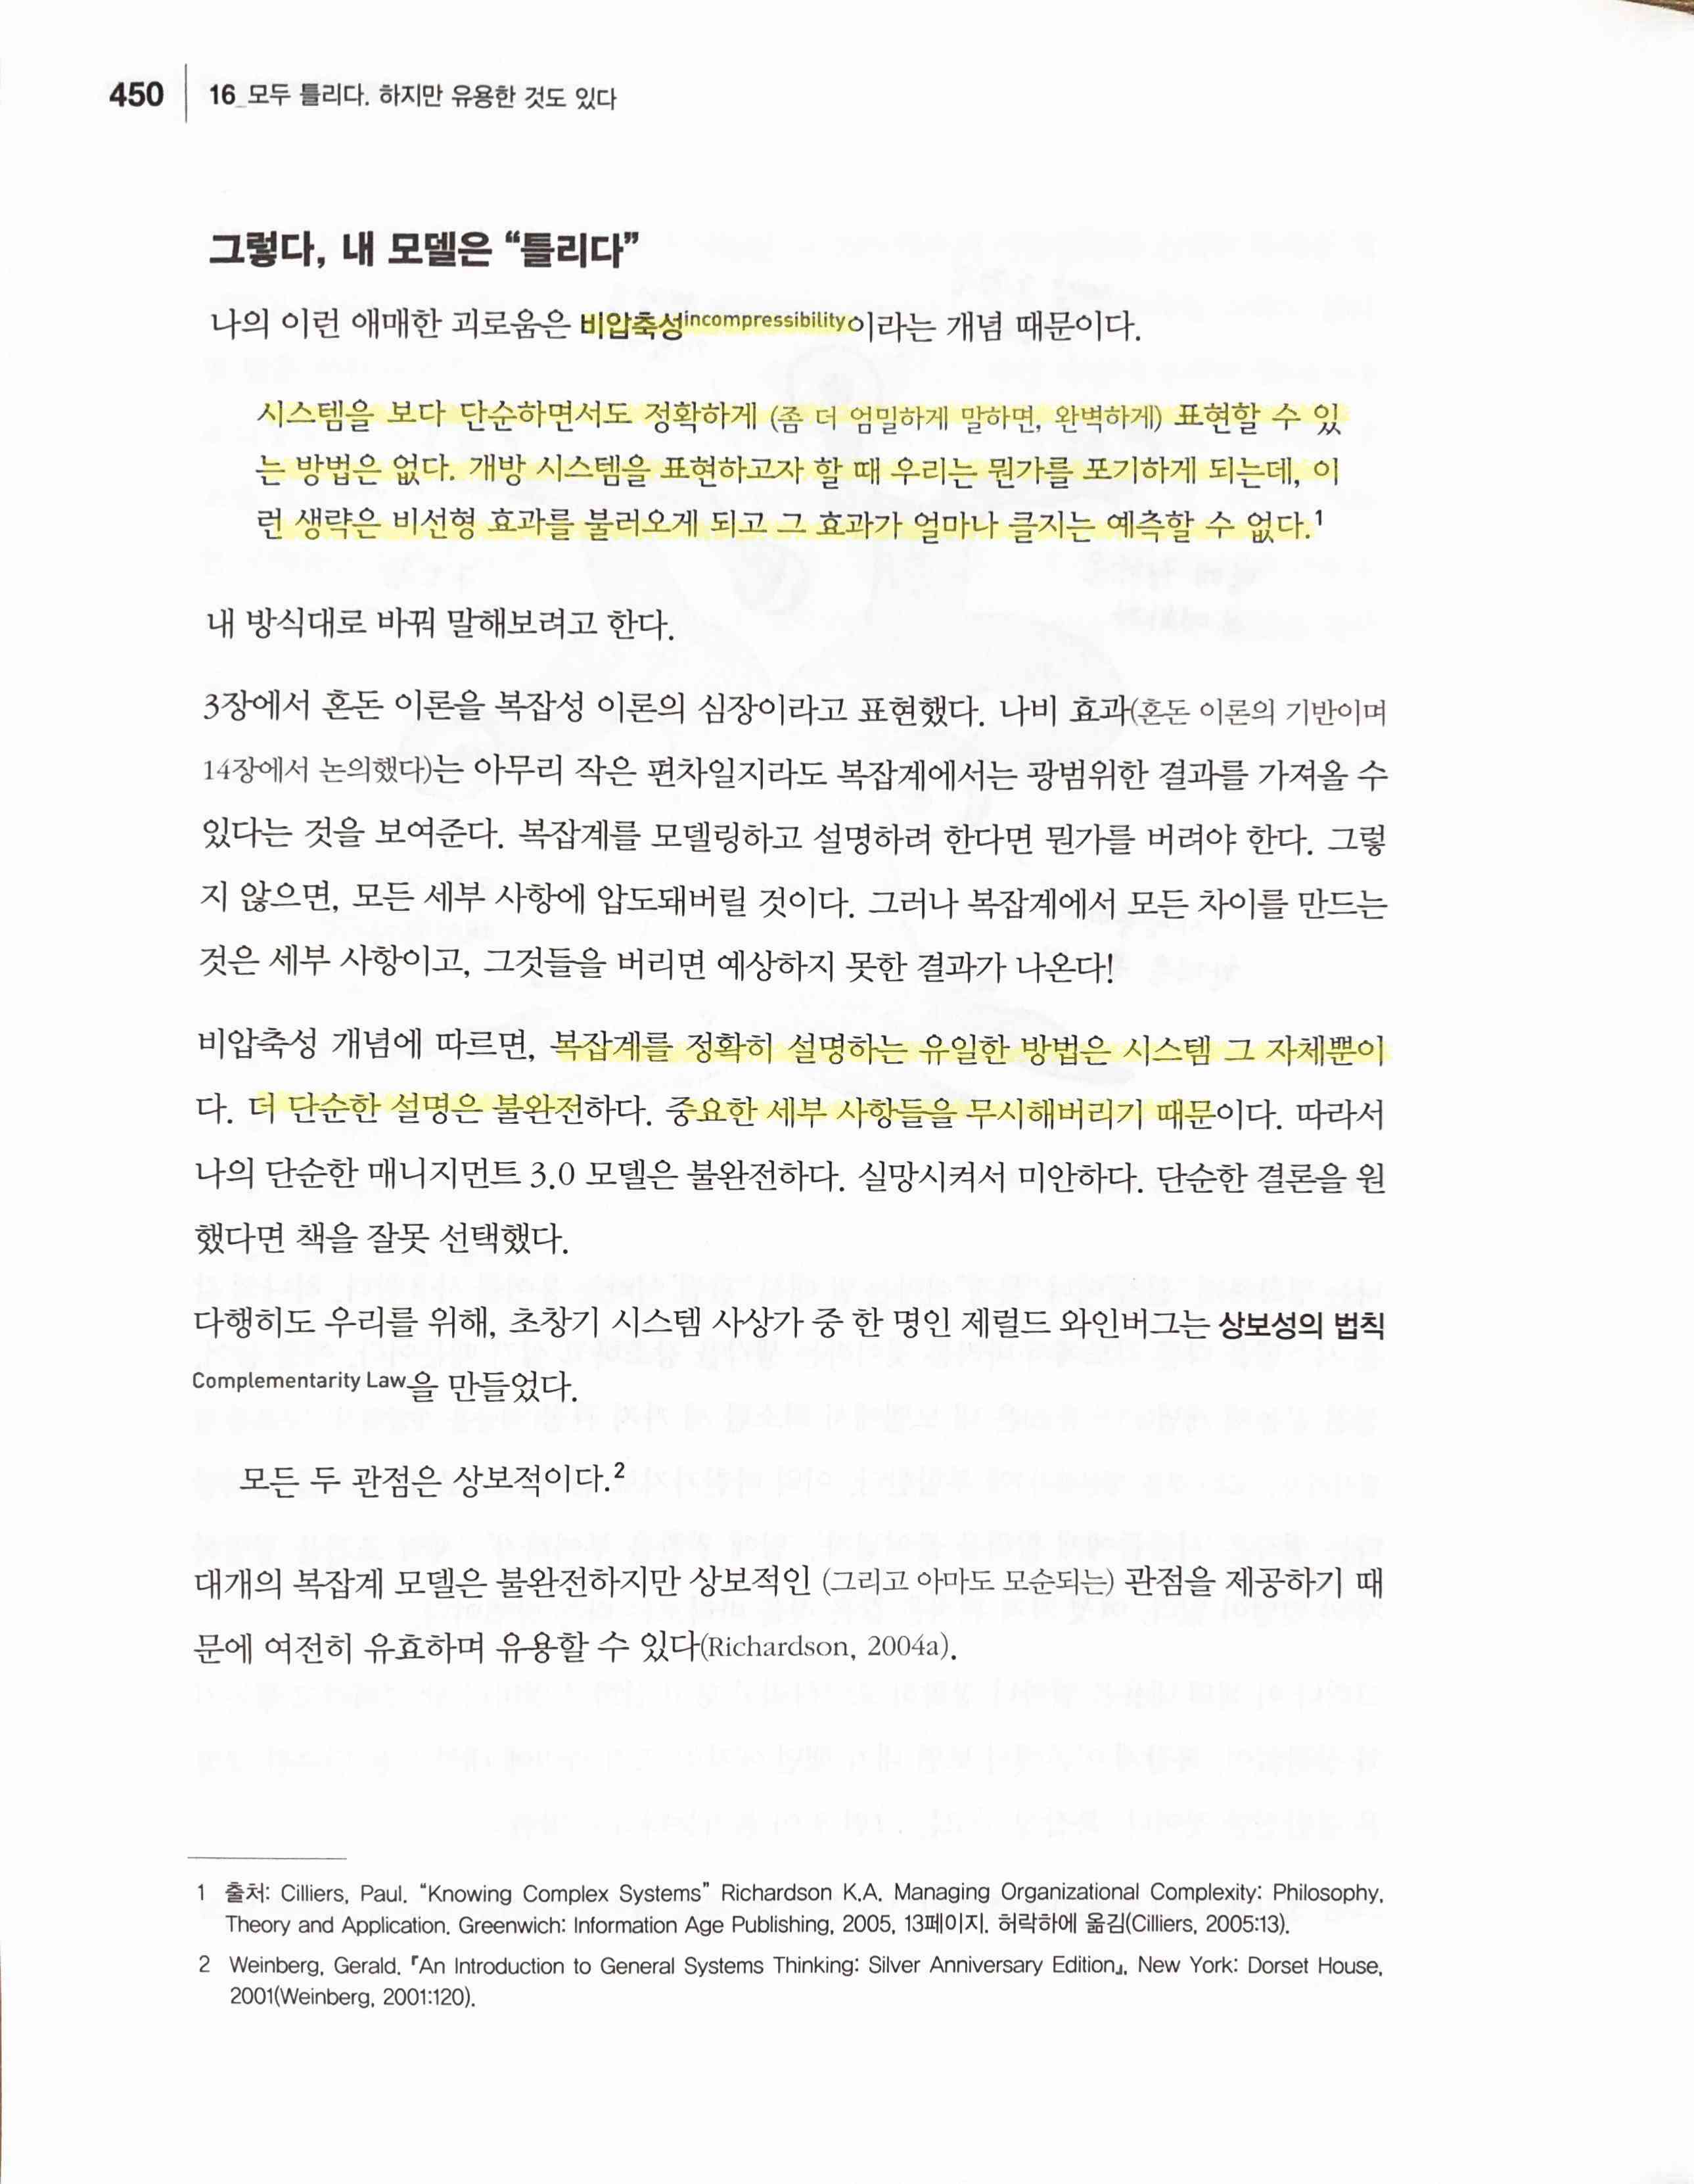 450 16_모두 틀리다. 하지만 유용한 것도 있다
그렇다, 내 모델은 “틀리다”
나의 이런 애매한 괴로움은 비압축성incompressibility이라는 개념 때문이다.
시스템을 보다 단순하면서도 정확하게 (좀 더 엄밀하게 말하면, 완벽하게) 표현할 수 있
는 방법은 없다. 개방 시스템을 표현하고자 할 때 우리는 뭔가를 포기하게 되는데, 이
런 생략은 비선형 효과를 불러오게 되고 그 효과가 얼마나 클지는 예측할 수 없다.1
내 방식대로 바꿔 말해보려고 한다.
3장에서 혼돈 이론을 복잡성 이론의 심장이라고 표현했다. 나비 효과(혼돈 이론의 기반이며
14장에서 논의했다)는 아무리 작은 편차일지라도 복잡계에서는 광범위한 결과를 가져올 수
있다는 것을 보여준다. 복잡계를 모델링하고 설명하려 한다면 뭔가를 버려야 한다. 그렇
지 않으면, 모든 세부 사항에 압도돼버릴 것이다. 그러나 복잡계에서 모든 차이를 만드는
것은 세부 사항이고, 그것들을 버리면 예상하지 못한 결과가 나온다!
비압축성 개념에 따르면, 복잡계를 정확히 설명하는 유일한 방법은 시스템 그 자체뿐이
다. 더 단순한 설명은 불완전하다. 중요한 세부 사항들을 무시해버리기 때문이다. 따라서
나의 단순한 매니지먼트 3.0 모델은 불완전하다. 실망시켜서 미안하다. 단순한 결론을 원
했다면 책을 잘못 선택했다.
다행히도 우리를 위해, 초창기 시스템 사상가 중 한 명인 제럴드 와인버그는 상보성의 법칙
Complementarity Law을 만들었다.
모든 두 관점은 상보적이다.2
대개의 복잡계 모델은 불완전하지만 상보적인 (그리고 아마도 모순되는) 관점을 제공하기 때
문에 여전히 유효하며 유용할 수 있다(Richardson, 2004a).
1 출처: Cilliers, Paul. “Knowing Complex Systems” Richardson K.A. Managing Organizational Complexity: Philosophy,
Theory and Application. Greenwich: Information Age Publishing, 2005, 13페이지. 허락하에 옮김(Cilliers, 2005:13).
2 Weinberg, Gerald. 『An Introduction to General Systems Thinking: Silver Anniversary Edition』, New York: Dorset House,
2001(Weinberg, 2001:120).